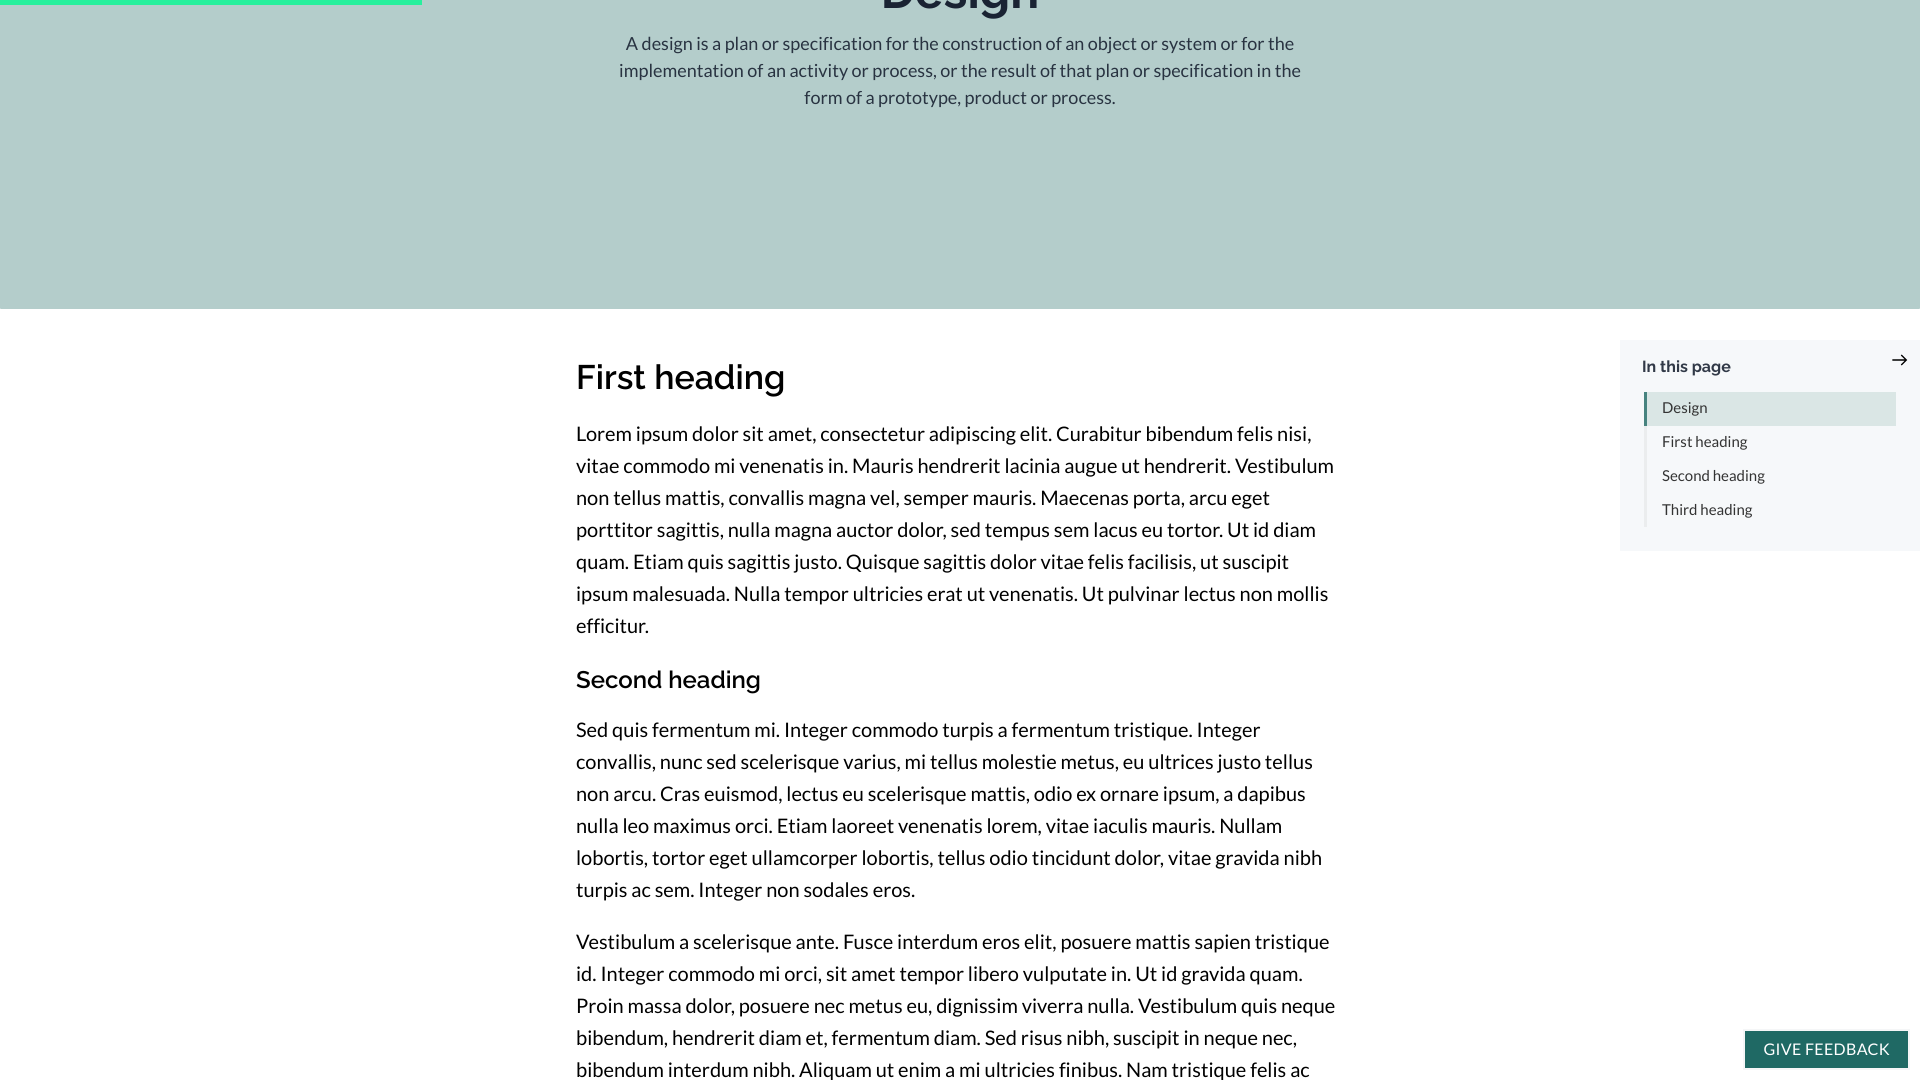 Design
A design is a plan or specification for the construction of an object or system or for the
implementation of an activity or process, or the result of that plan or specification in the
form of a prototype, product or process.
First heading
Lorem ipsum dolor sit amet, consectetur adipiscing elit. Curabitur bibendum felis nisi,
vitae commodo mi venenatis in. Mauris hendrerit lacinia augue ut hendrerit. Vestibulum
non tellus mattis, convallis magna vel, semper mauris. Maecenas porta, arcu eget
porttitor sagittis, nulla magna auctor dolor, sed tempus sem lacus eu tortor. Ut id diam
quam. Etiam quis sagittis justo. Quisque sagittis dolor vitae felis facilisis, ut suscipit
ipsum malesuada. Nulla tempor ultricies erat ut venenatis. Ut pulvinar lectus non mollis
efficitur.
Second heading
Sed quis fermentum mi. Integer commodo turpis a fermentum tristique. Integer
convallis, nunc sed scelerisque varius, mi tellus molestie metus, eu ultrices justo tellus
non arcu. Cras euismod, lectus eu scelerisque mattis, odio ex ornare ipsum, a dapibus
nulla leo maximus orci. Etiam laoreet venenatis lorem, vitae iaculis mauris. Nullam
lobortis, tortor eget ullamcorper lobortis, tellus odio tincidunt dolor, vitae gravida nibh
turpis ac sem. Integer non sodales eros.
Vestibulum a scelerisque ante. Fusce interdum eros elit, posuere mattis sapien tristique
id. Integer commodo mi orci, sit amet tempor libero vulputate in. Ut id gravida quam.
Proin massa dolor, posuere nec metus eu, dignissim viverra nulla. Vestibulum quis neque
bibendum, hendrerit diam et, fermentum diam. Sed risus nibh, suscipit in neque nec,
bibendum interdum nibh. Aliquam ut enim a mi ultricies finibus. Nam tristique felis ac
In this page
Design
First heading
Second heading
Third heading
GIVE FEEDBACK